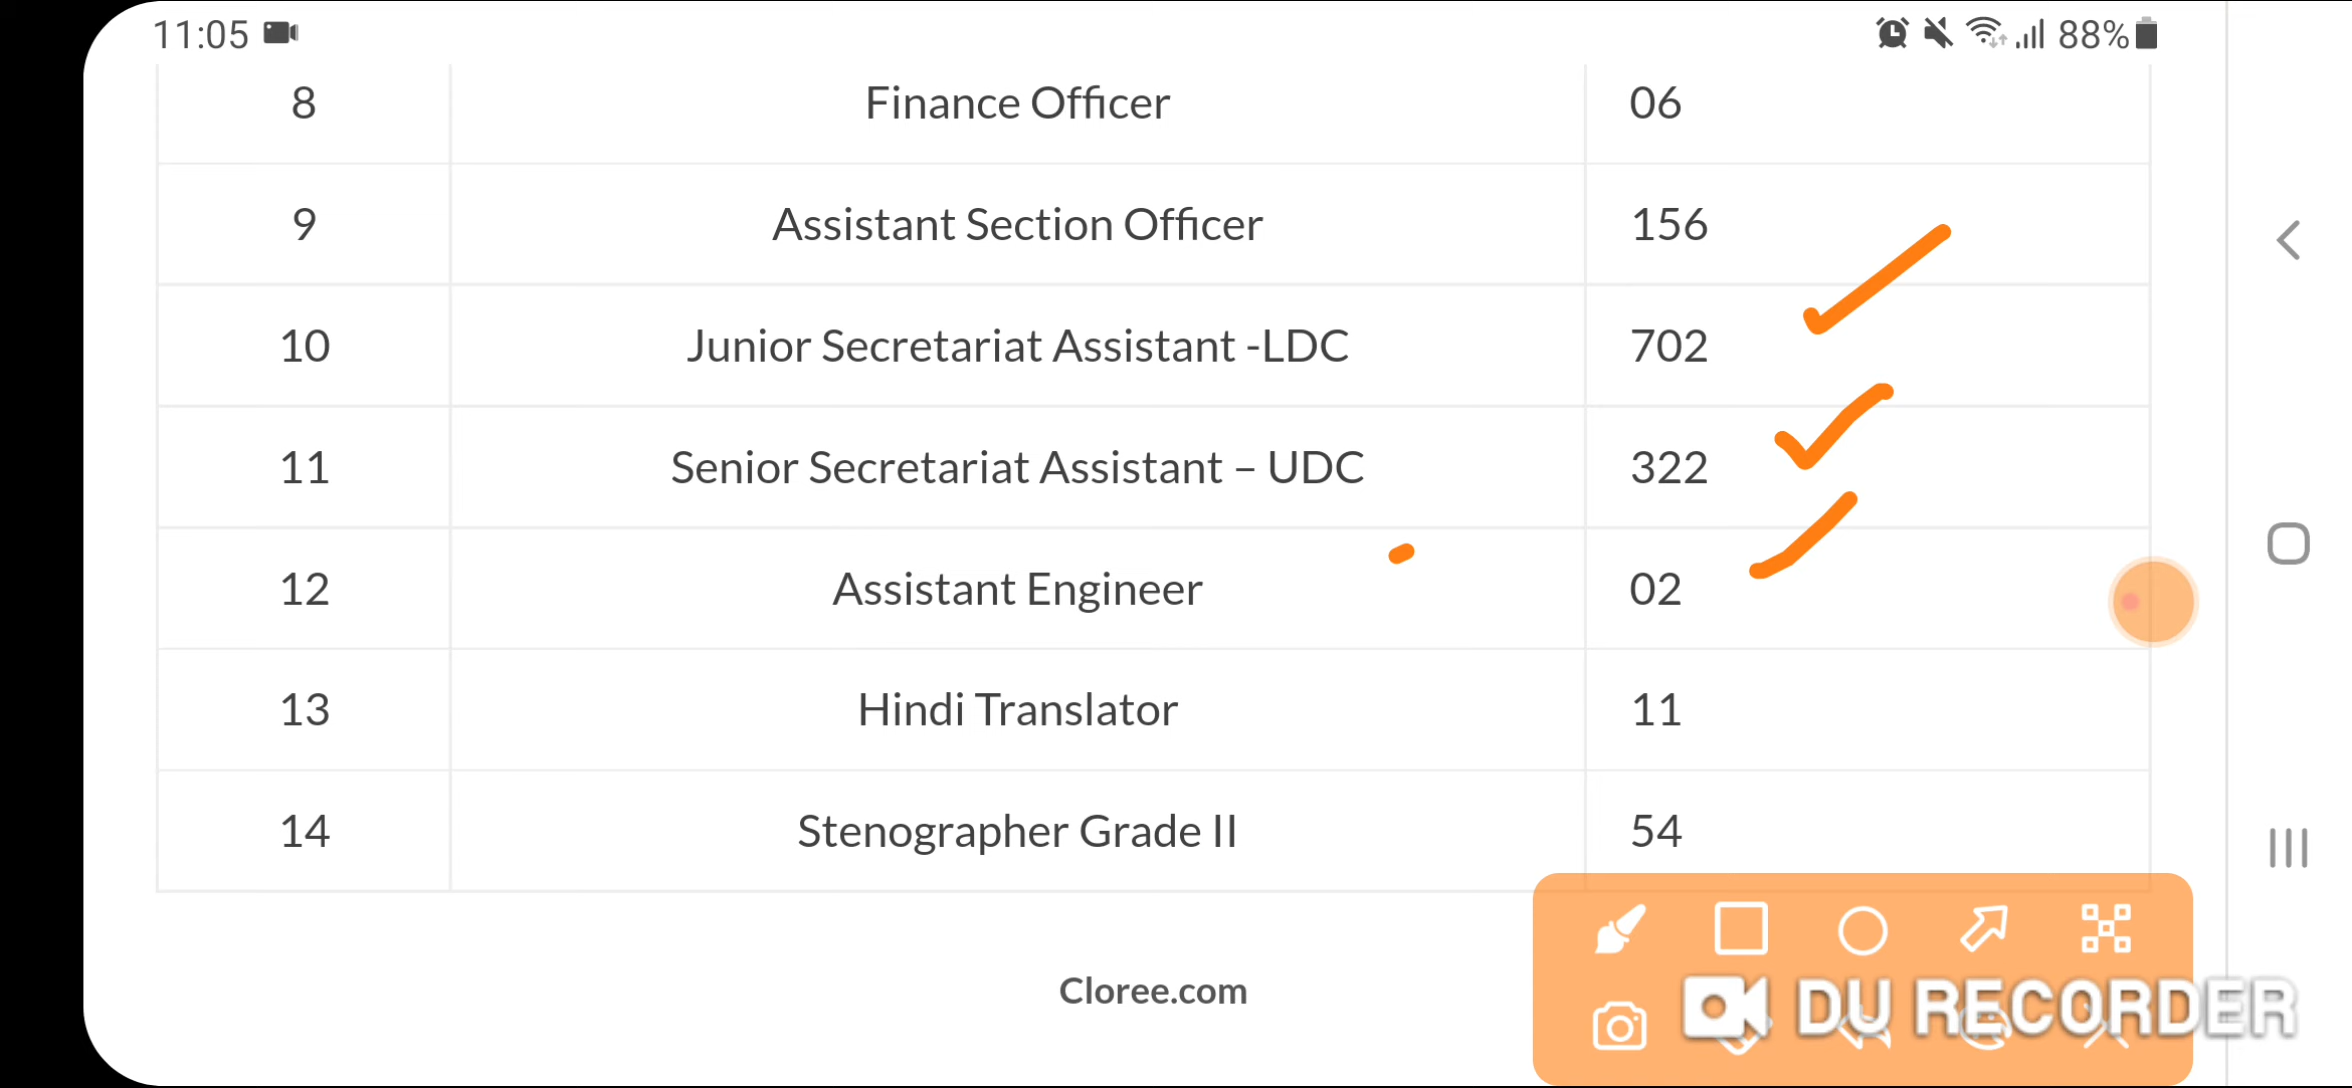 11:05 88%
8 Finance Officer 06
9 Assistant Section Officer 156
10 Junior Secretariat Assistant -LDC 702
11 Senior Secretariat Assistant – UDC 322
12 Assistant Engineer 02
13 Hindi Translator 11
14 Stenographer Grade II 54
Cloree.com
DU RECORDER